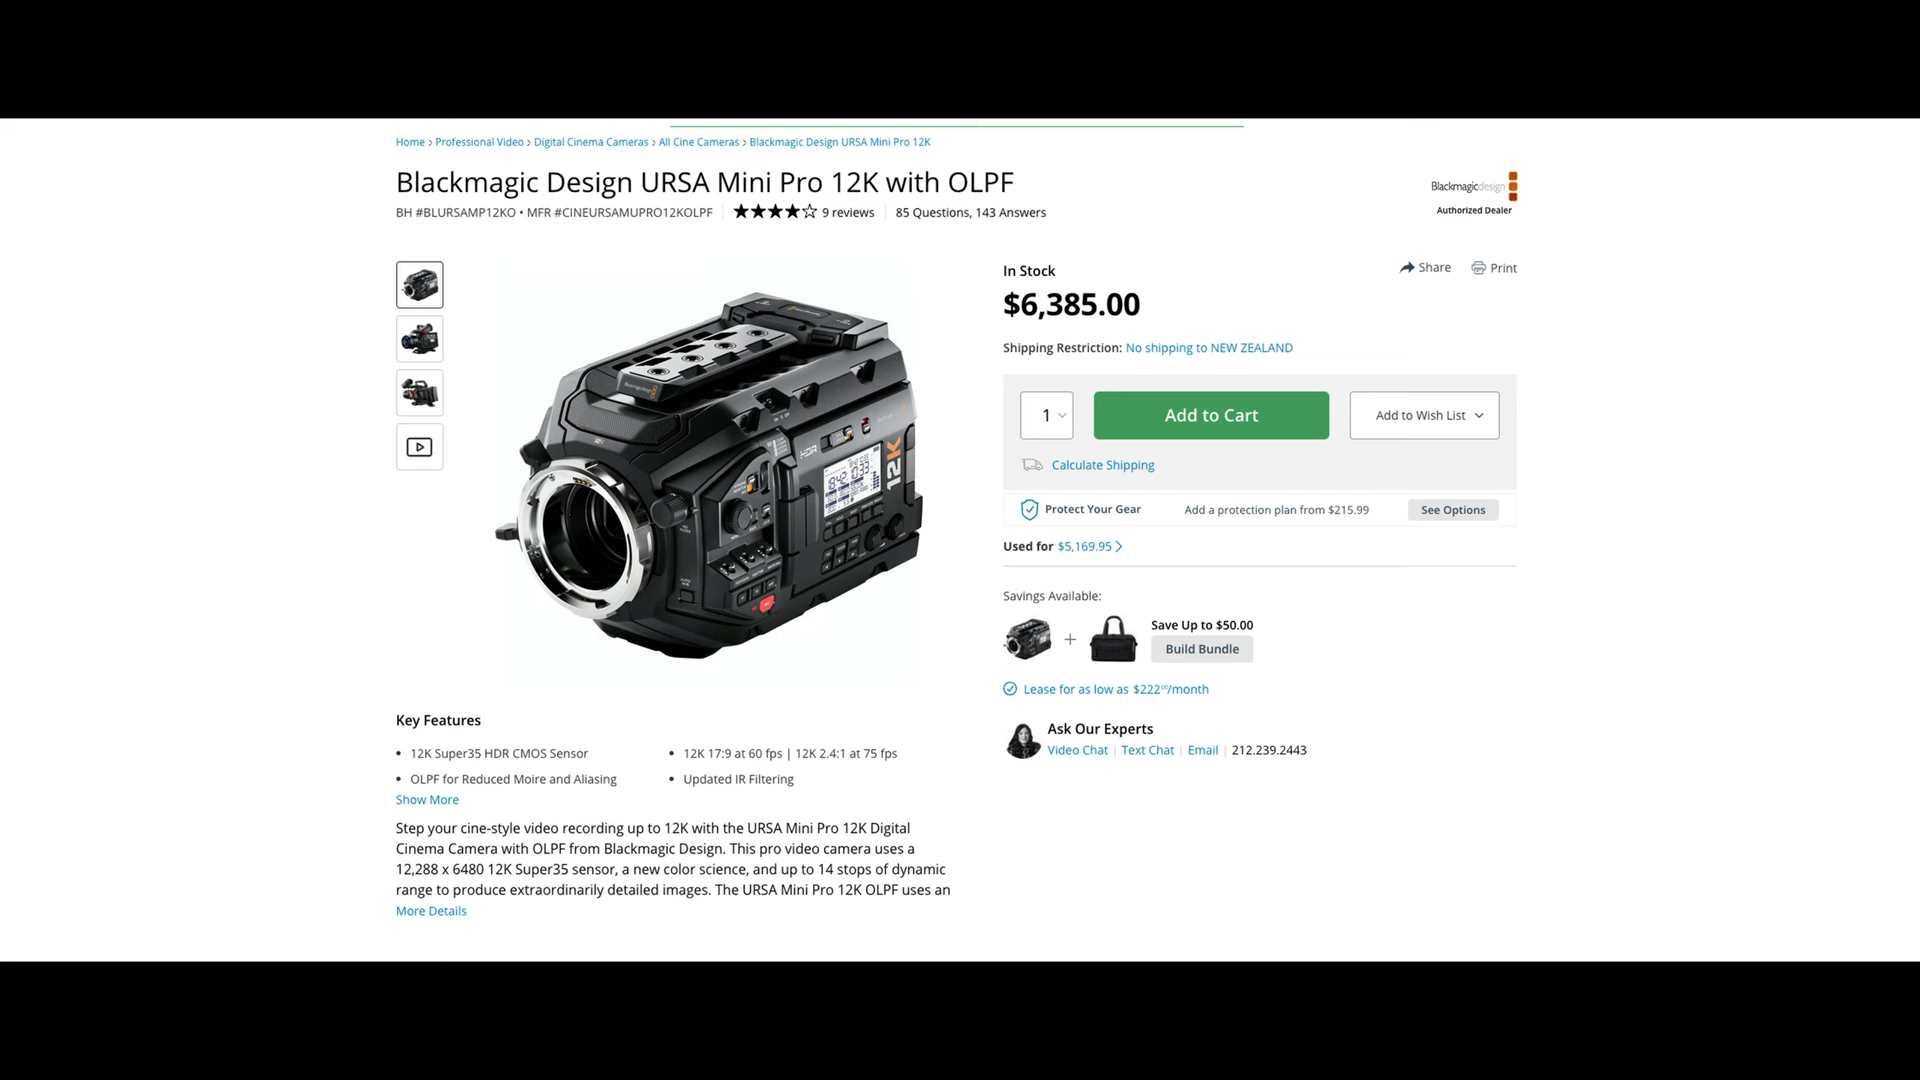 Home > Professional Video > Digital Cinema Cameras > All Cine Cameras > Blackmagic Design URSA Mini Pro 12K
Blackmagic Design URSA Mini Pro 12K with OLPF
BH #BLURSAMP12KO • MFR #CINEURSAMUPRO12KOLPF 9 reviews 85 Questions, 143 Answers
Blackmagicdesign
Authorized Dealer
In Stock
Share Print
$6,385.00
Shipping Restriction: No shipping to NEW ZEALAND
1 Add to Cart Add to Wish List
Calculate Shipping
Protect Your Gear Add a protection plan from $215.99 See Options
Used for $5,169.95 >
Savings Available:
+ Save Up to $50.00
Build Bundle
Lease for as low as $222⁰⁰/month
Ask Our Experts
Video Chat | Text Chat | Email | 212.239.2443
HDR
12K
Key Features
• 12K Super35 HDR CMOS Sensor
• OLPF for Reduced Moire and Aliasing
• 12K 17:9 at 60 fps | 12K 2.4:1 at 75 fps
• Updated IR Filtering
Show More
Step your cine-style video recording up to 12K with the URSA Mini Pro 12K Digital
Cinema Camera with OLPF from Blackmagic Design. This pro video camera uses a
12,288 x 6480 12K Super35 sensor, a new color science, and up to 14 stops of dynamic
range to produce extraordinarily detailed images. The URSA Mini Pro 12K OLPF uses an
More Details